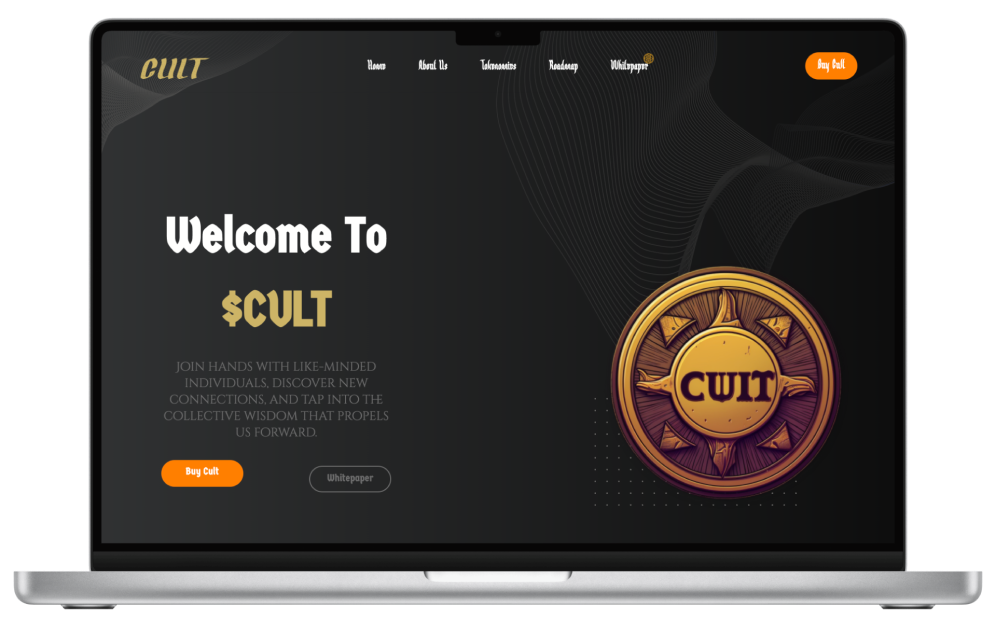 CULT
Home About Us Tokenomics Roadmap Whitepaper
Buy Cult
Welcome To
$CULT
JOIN HANDS WITH LIKE-MINDED
INDIVIDUALS, DISCOVER NEW
CONNECTIONS, AND TAP INTO THE
COLLECTIVE WISDOM THAT PROPELS
US FORWARD.
Buy Cult
Whitepaper
CUIT